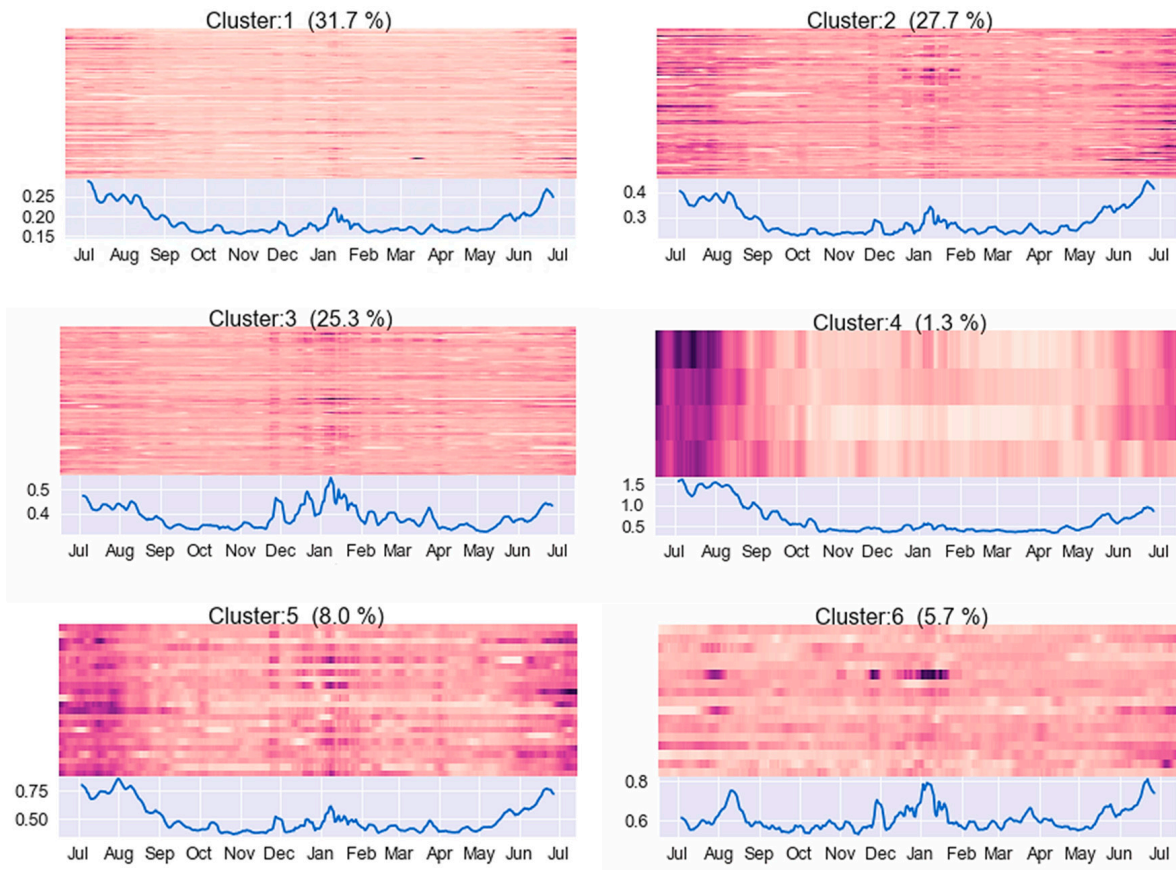 Cluster:1 (31.7 %)
0.25
0.20
0.15
Jul Aug Sep Oct Nov Dec Jan Feb Mar Apr May Jun Jul
Cluster:2 (27.7 %)
0.4
0.3
Jul Aug Sep Oct Nov Dec Jan Feb Mar Apr May Jun Jul
Cluster:3 (25.3 %)
0.5
0.4
Jul Aug Sep Oct Nov Dec Jan Feb Mar Apr May Jun Jul
Cluster:4 (1.3 %)
1.5
1.0
0.5
Jul Aug Sep Oct Nov Dec Jan Feb Mar Apr May Jun Jul
Cluster:5 (8.0 %)
0.75
0.50
Jul Aug Sep Oct Nov Dec Jan Feb Mar Apr May Jun Jul
Cluster:6 (5.7 %)
0.8
0.6
Jul Aug Sep Oct Nov Dec Jan Feb Mar Apr May Jun Jul